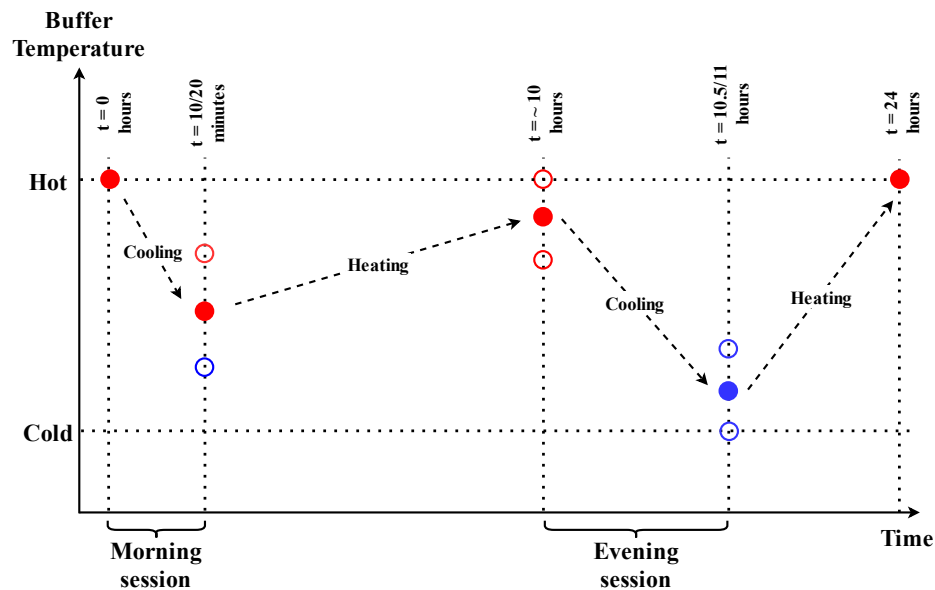 Buffer
Temperature
t = 0
hours
t = 10/20
minutes
t = ~ 10
hours
t = 10.5/11
hours
t = 24
hours
Hot
Cooling
Heating
Cooling
Heating
Cold
Time
Morning
session
Evening
session